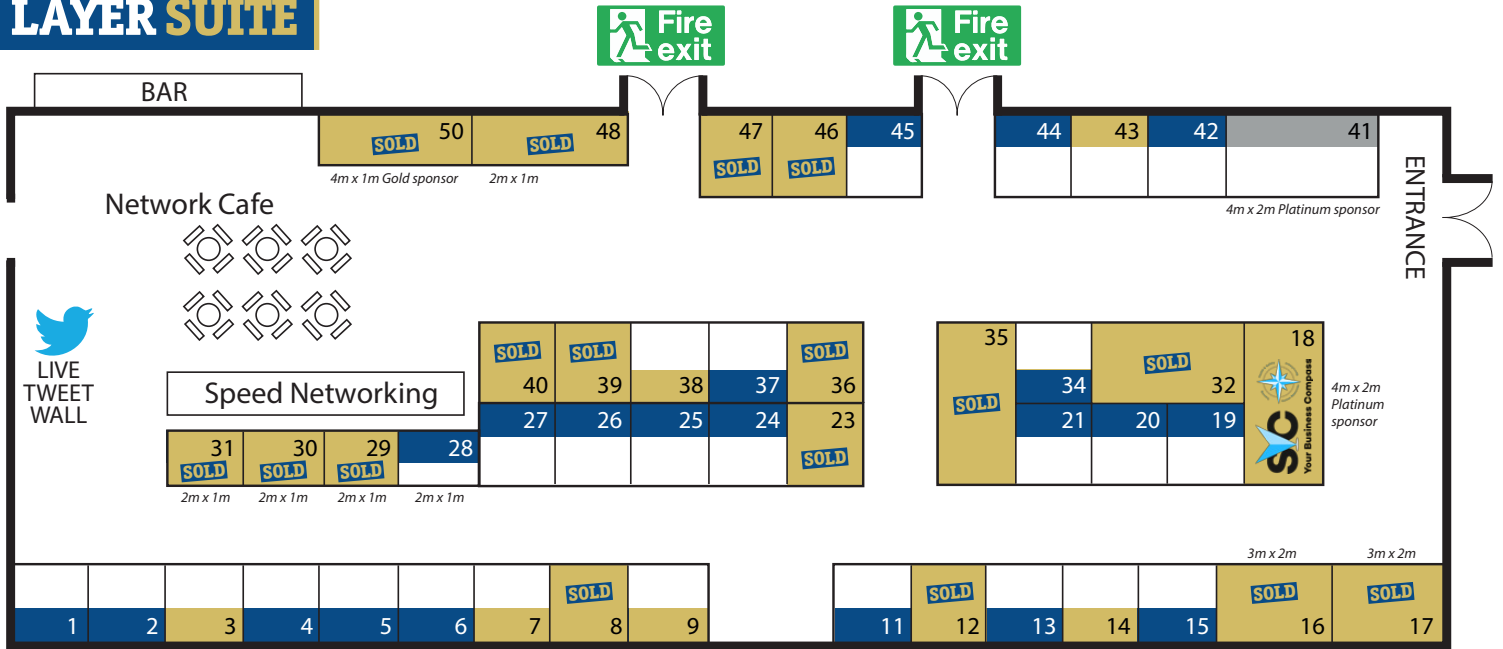 LAYER SUITE
Fire exit
Fire exit
BAR
50 SOLD
48 SOLD
47 SOLD
46 SOLD
45
44
43
42
41
4m x 1m Gold sponsor
2m x 1m
4m x 2m Platinum sponsor
ENTRANCE
Network Cafe
LIVE
TWEET
WALL
Speed Networking
SOLD 40
SOLD 39
38
37
SOLD 36
35 SOLD
34
SOLD 32
18
SYC
Your Business Compass
4m x 2m
Platinum
sponsor
27
26
25
24
23 SOLD
21
20
19
31 SOLD
30 SOLD
29 SOLD
28
2m x 1m
2m x 1m
2m x 1m
2m x 1m
3m x 2m
3m x 2m
1
2
3
4
5
6
7
SOLD 8
9
11
SOLD 12
13
14
15
SOLD 16
SOLD 17